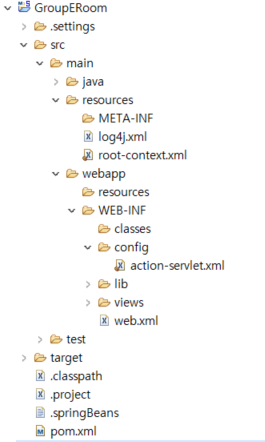 GroupERoom
.settings
src
main
java
resources
META-INF
log4j.xml
root-context.xml
webapp
resources
WEB-INF
classes
config
action-servlet.xml
lib
views
web.xml
test
target
.classpath
.project
.springBeans
pom.xml